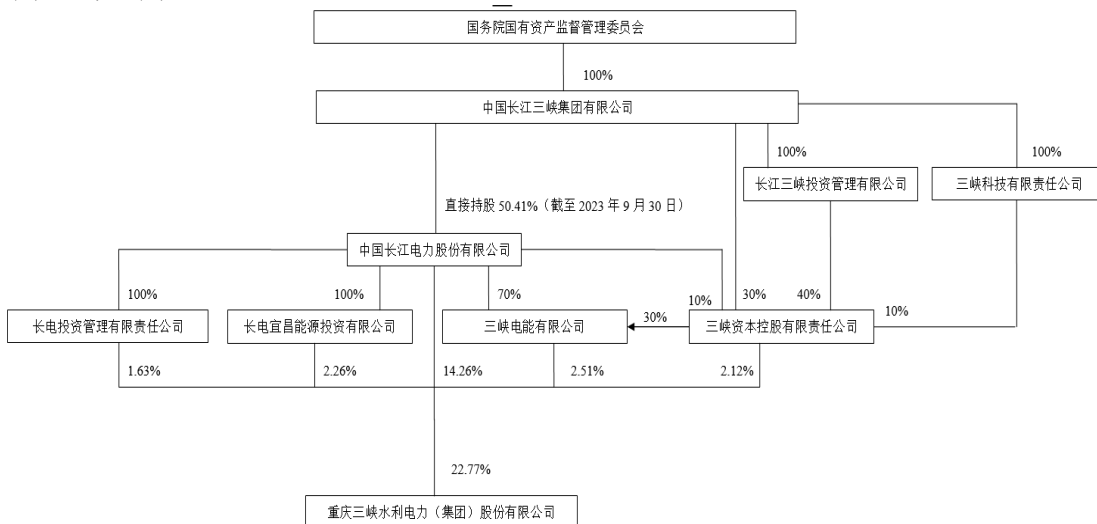 国务院国有资产监督管理委员会
100%
中国长江三峡集团有限公司
100%
100%
长江三峡投资管理有限公司
三峡科技有限责任公司
直接持股 50.41%（截至 2023 年 9 月 30 日）
中国长江电力股份有限公司
100%
100%
70%
10%
30%
40%
10%
长电投资管理有限责任公司
长电宜昌能源投资有限公司
三峡电能有限公司
30%
三峡资本控股有限责任公司
1.63%
2.26%
14.26%
2.51%
2.12%
22.77%
重庆三峡水利电力（集团）股份有限公司